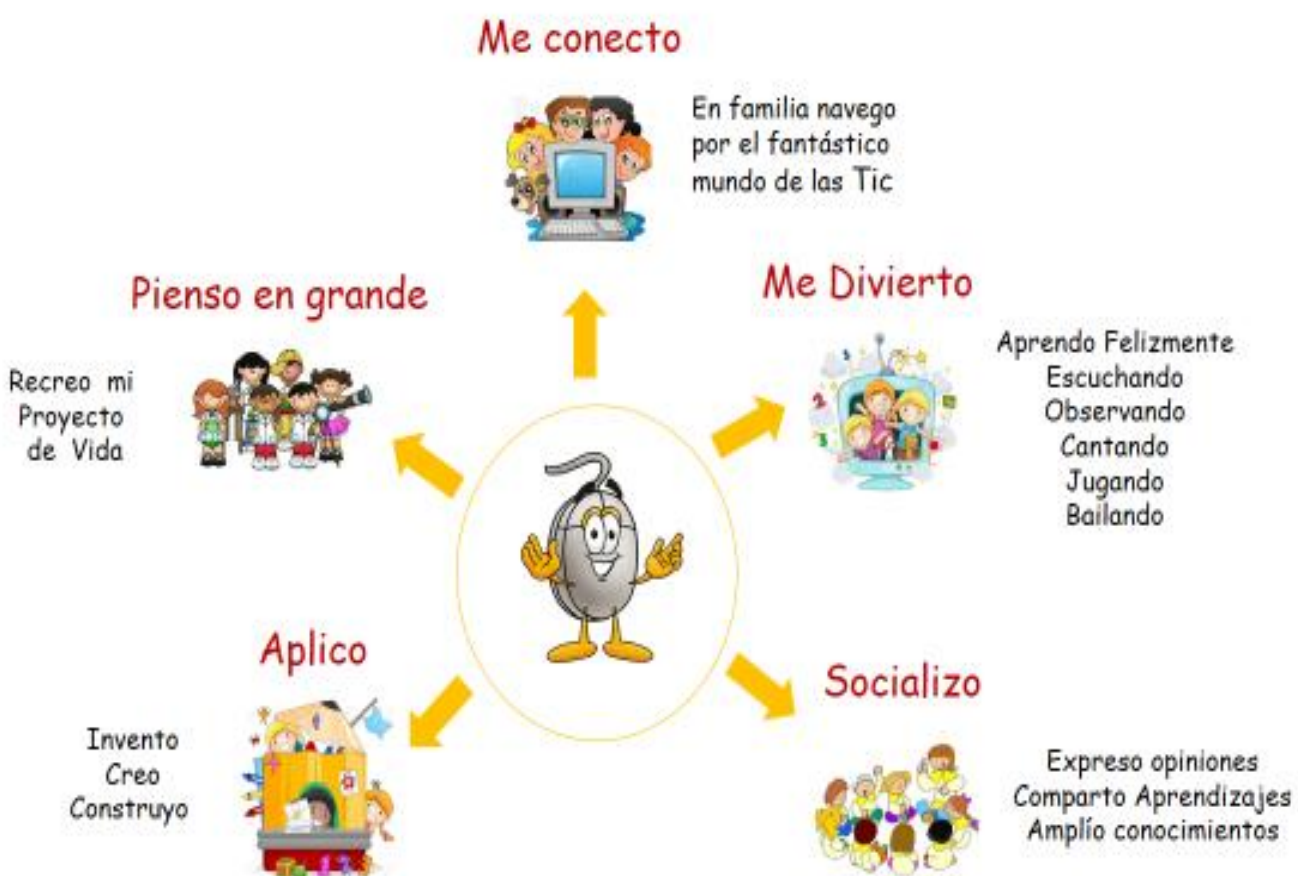 Me conecto
En familia navego
por el fantástico
mundo de las Tic
Me Divierto
Aprendo Felizmente
Escuchando
Observando
Cantando
Jugando
Bailando
Socializo
Expreso opiniones
Comparto Aprendizajes
Amplío conocimientos
Aplico
Invento
Creo
Construyo
Pienso en grande
Recreo mi
Proyecto
de Vida